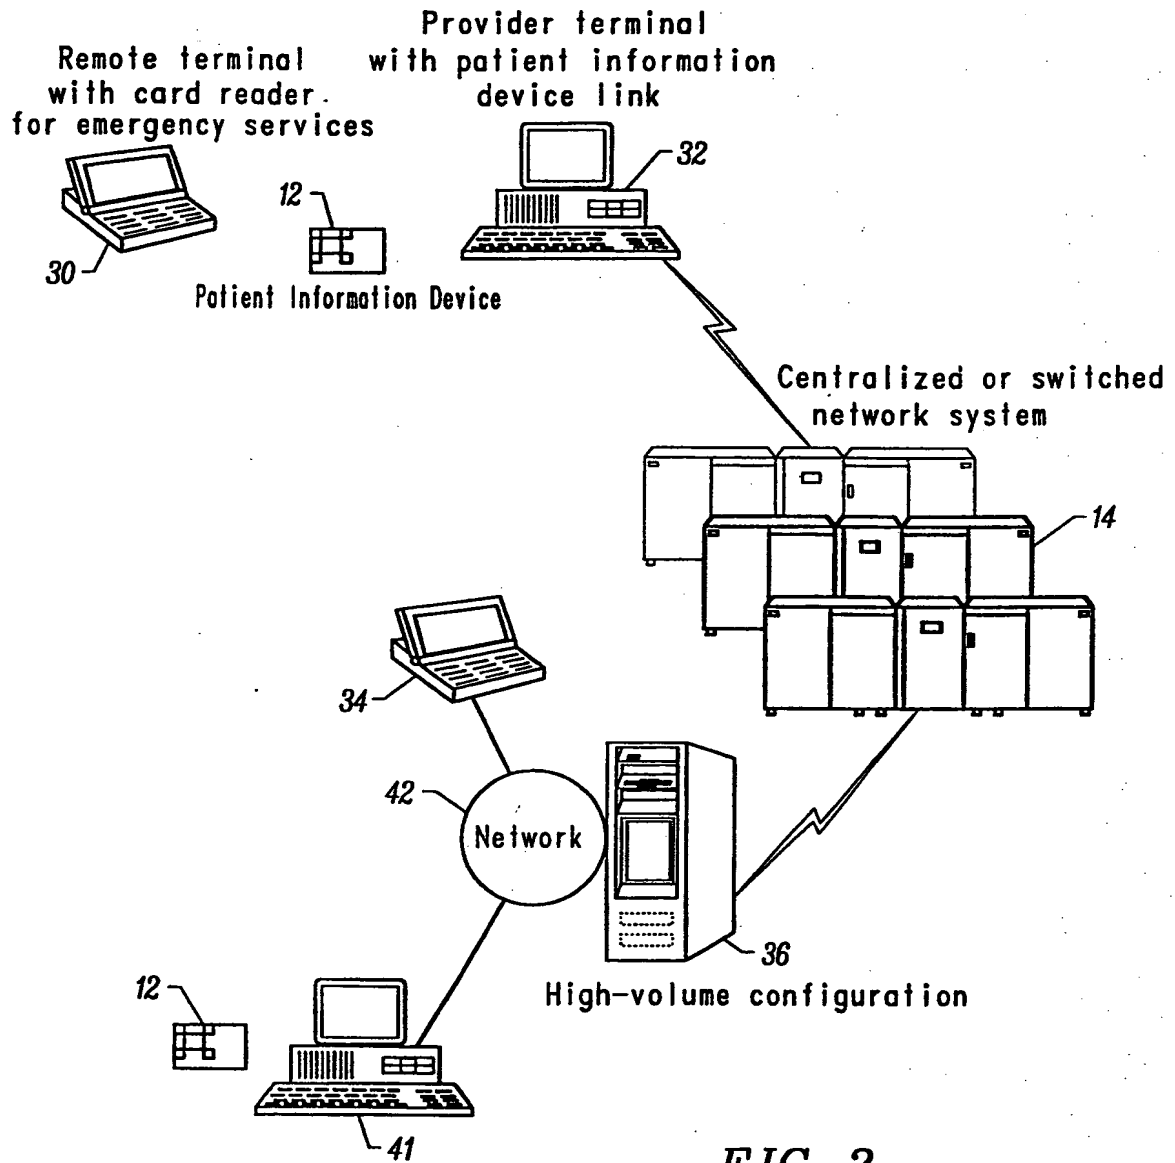 Provider terminal
with patient information
device link
Remote terminal
with card reader
for emergency services
32
12
30
Patient Information Device
Centralized or switched
network system
14
34
42
Network
36
High-volume configuration
12
41